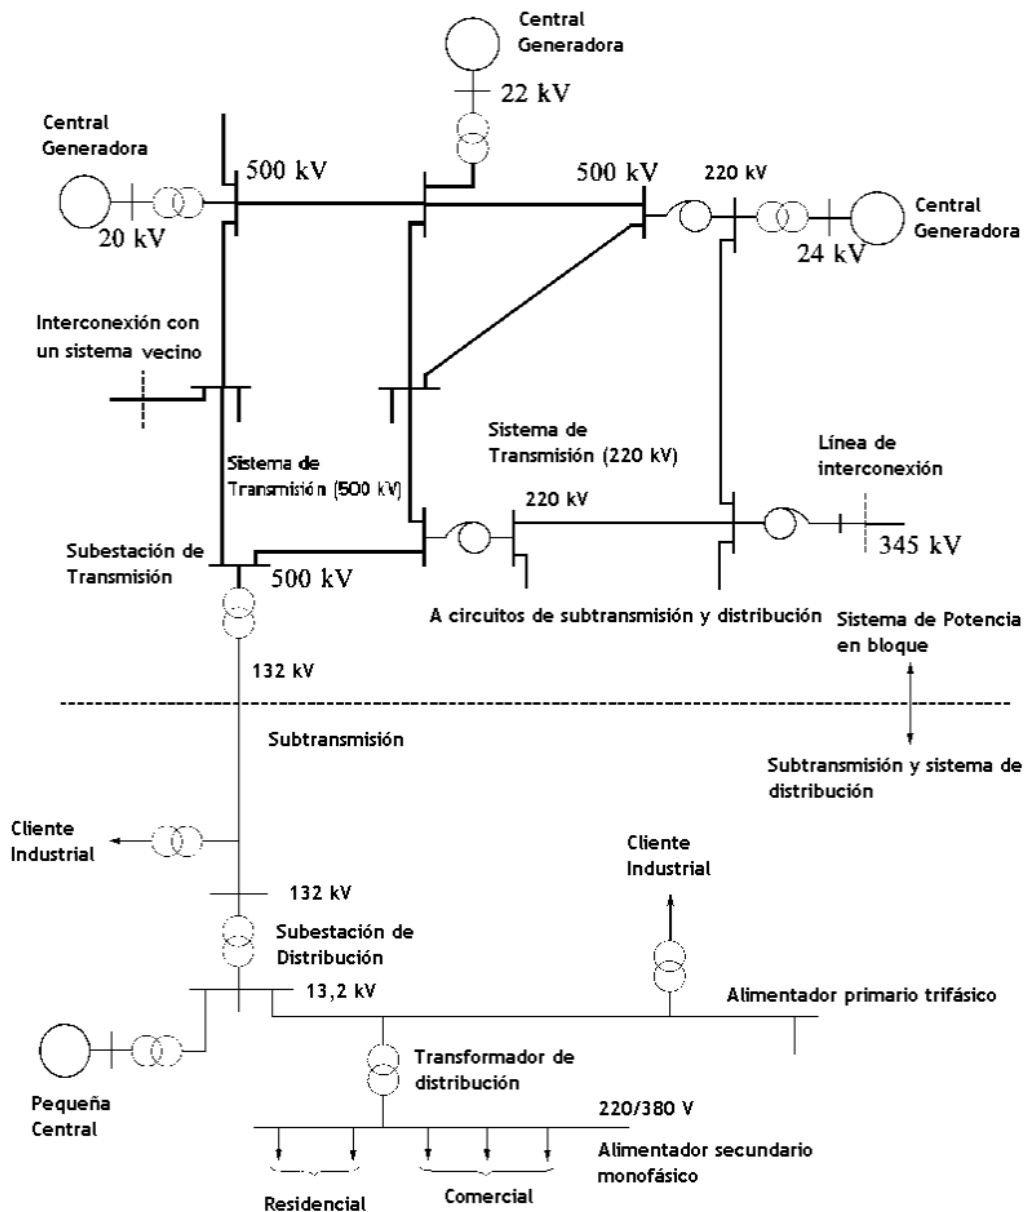 Central
Generadora
22 kV
Central
Generadora
500 kV
500 kV
220 kV
Central
Generadora
20 kV
24 kV
Interconexión con
un sistema vecino
Sistema de
Transmisión (220 kV)
Línea de
interconexión
Sistema de
Transmisión (500 kV)
220 kV
345 kV
Subestación de
Transmisión
500 kV
A circuitos de subtransmisión y distribución
Sistema de Potencia
en bloque
132 kV
Subtransmisión
Subtransmisión y sistema de
distribución
Cliente
Industrial
Cliente
Industrial
132 kV
Subestación de
Distribución
13,2 kV
Alimentador primario trifásico
Transformador de
distribución
Pequeña
Central
220/380 V
Alimentador secundario
monofásico
Residencial
Comercial